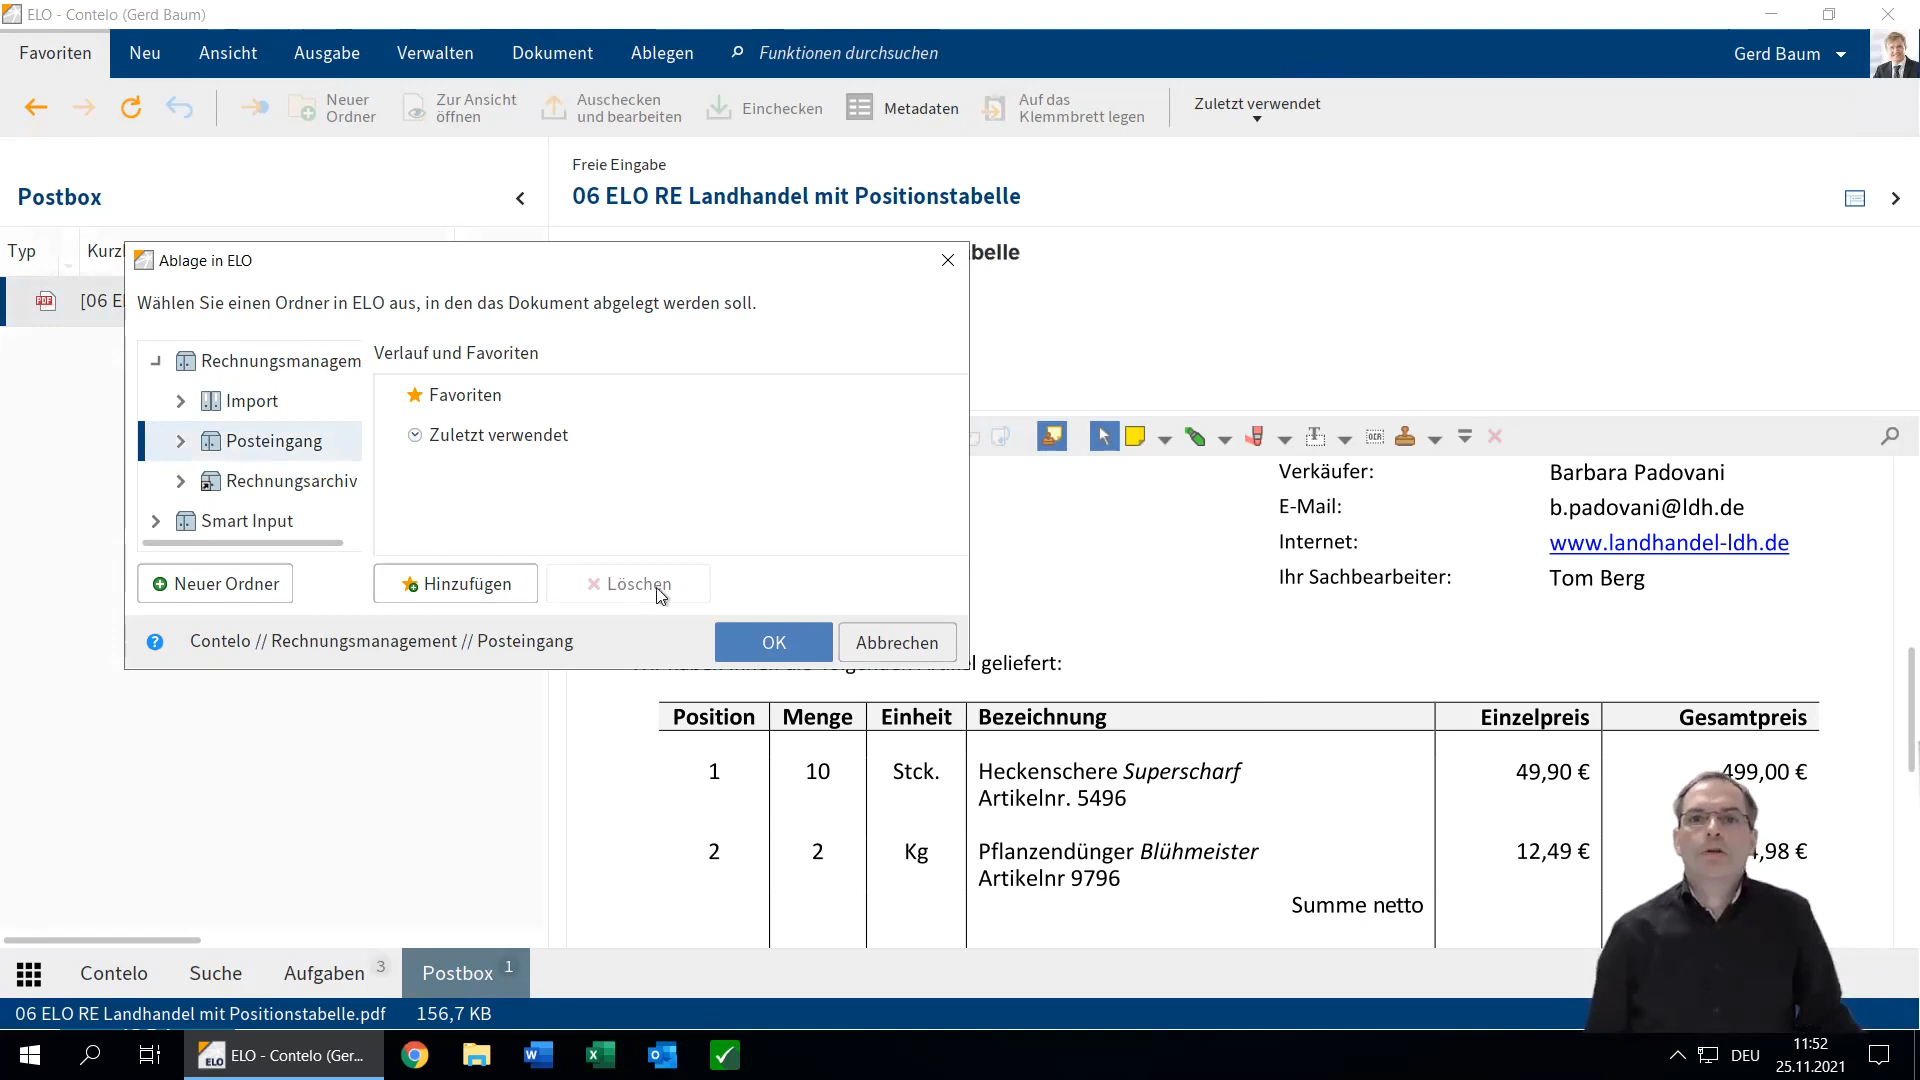 ELO - Contelo (Gerd Baum)
Favoriten Neu Ansicht Ausgabe Verwalten Dokument Ablegen Funktionen durchsuchen Gerd Baum
Neuer Ordner
Zur Ansicht öffnen
Auschecken und bearbeiten
Einchecken
Metadaten
Auf das Klemmbrett legen
Zuletzt verwendet
Postbox
Freie Eingabe
06 ELO RE Landhandel mit Positionstabelle
Typ
[06 E
belle
Ablage in ELO
Wählen Sie einen Ordner in ELO aus, in den das Dokument abgelegt werden soll.
Rechnungsmanagem
Import
Posteingang
Rechnungsarchiv
Smart Input
Verlauf und Favoriten
Favoriten
Zuletzt verwendet
Neuer Ordner
Hinzufügen
Löschen
? Contelo // Rechnungsmanagement // Posteingang
OK
Abbrechen
OCR
Verkäufer: Barbara Padovani
E-Mail: b.padovani@ldh.de
Internet: www.landhandel-ldh.de
Ihr Sachbearbeiter: Tom Berg
geliefert:
Position Menge Einheit Bezeichnung Einzelpreis Gesamtpreis
1 10 Stck. Heckenschere Superscharf 49,90 € 499,00 €
Artikelnr. 5496
2 2 Kg Pflanzendünger Blühmeister 12,49 € ,98 €
Artikelnr 9796
Summe netto
Contelo Suche Aufgaben 3 Postbox 1
06 ELO RE Landhandel mit Positionstabelle.pdf 156,7 KB
ELO - Contelo (Ger...
DEU
11:52
25.11.2021